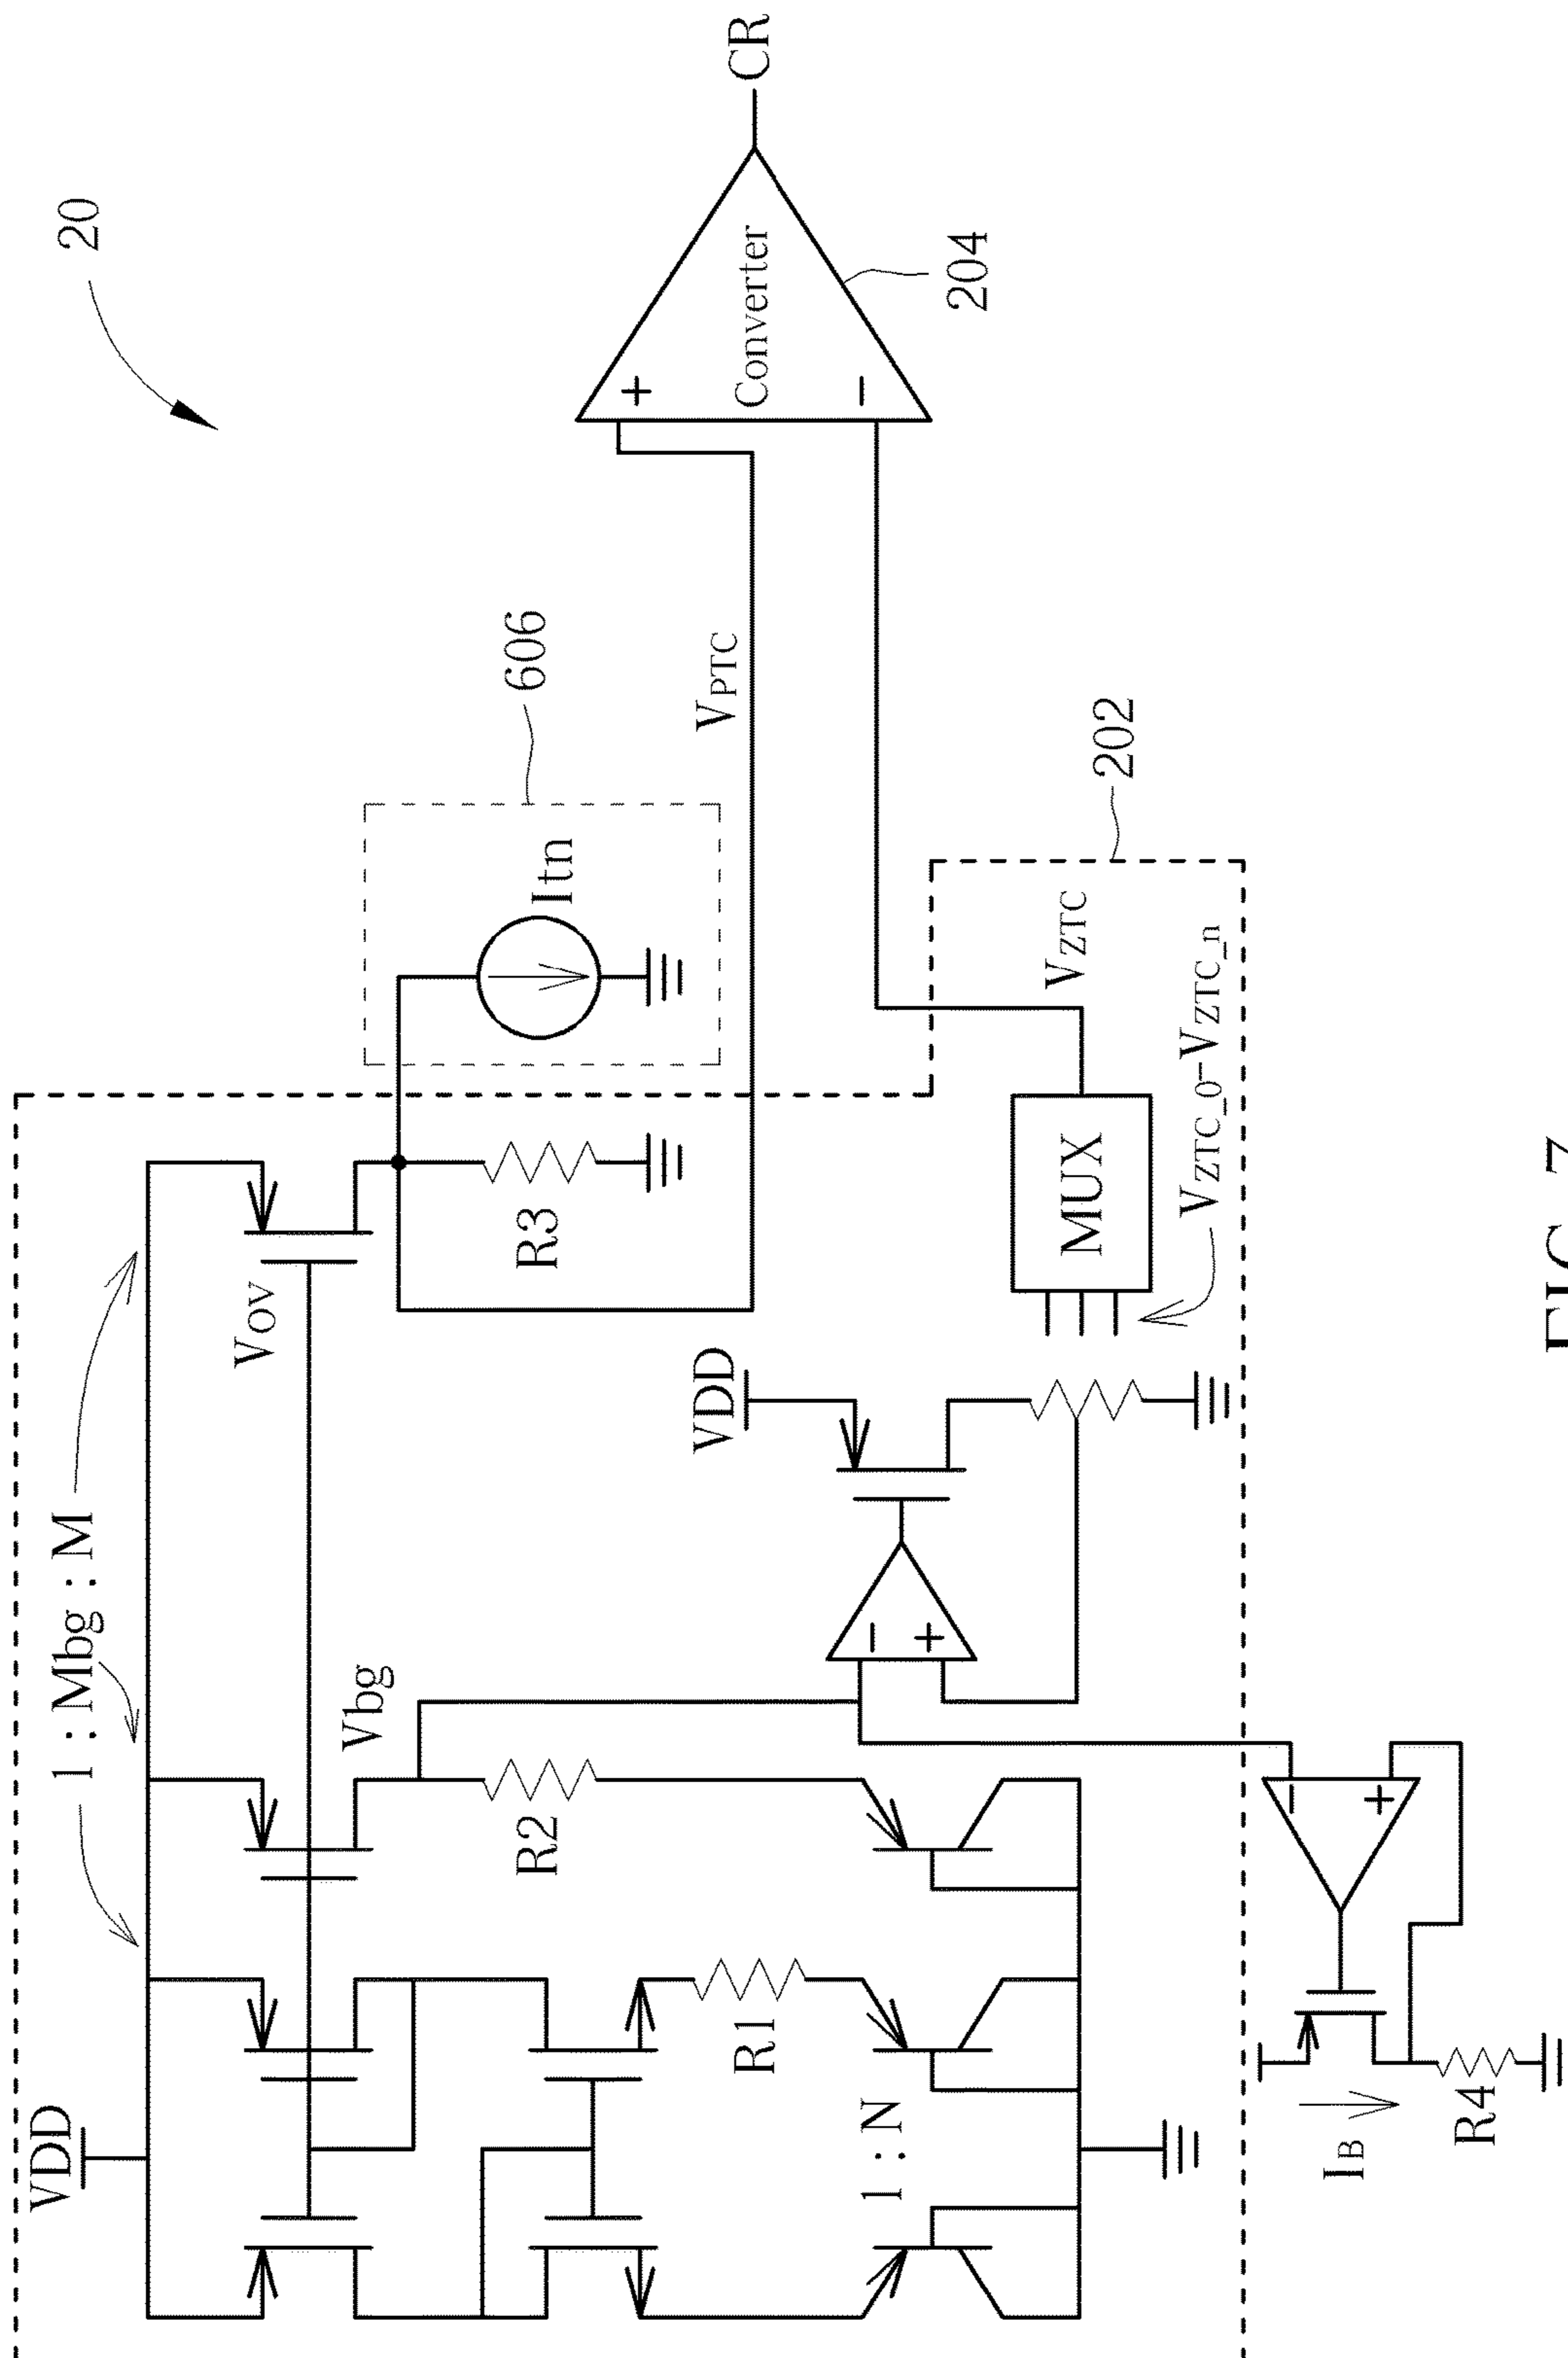 20
VDD
1 : Mbg : M
Vov
Vbg
R2
R3
R1
1 : N
VDD
Itn
606
VPTC
+
Converter
−
CR
204
−
+
MUX
VZTC
VZTC_0-VZTC_n
202
−
+
IB
R4
FIG. 7